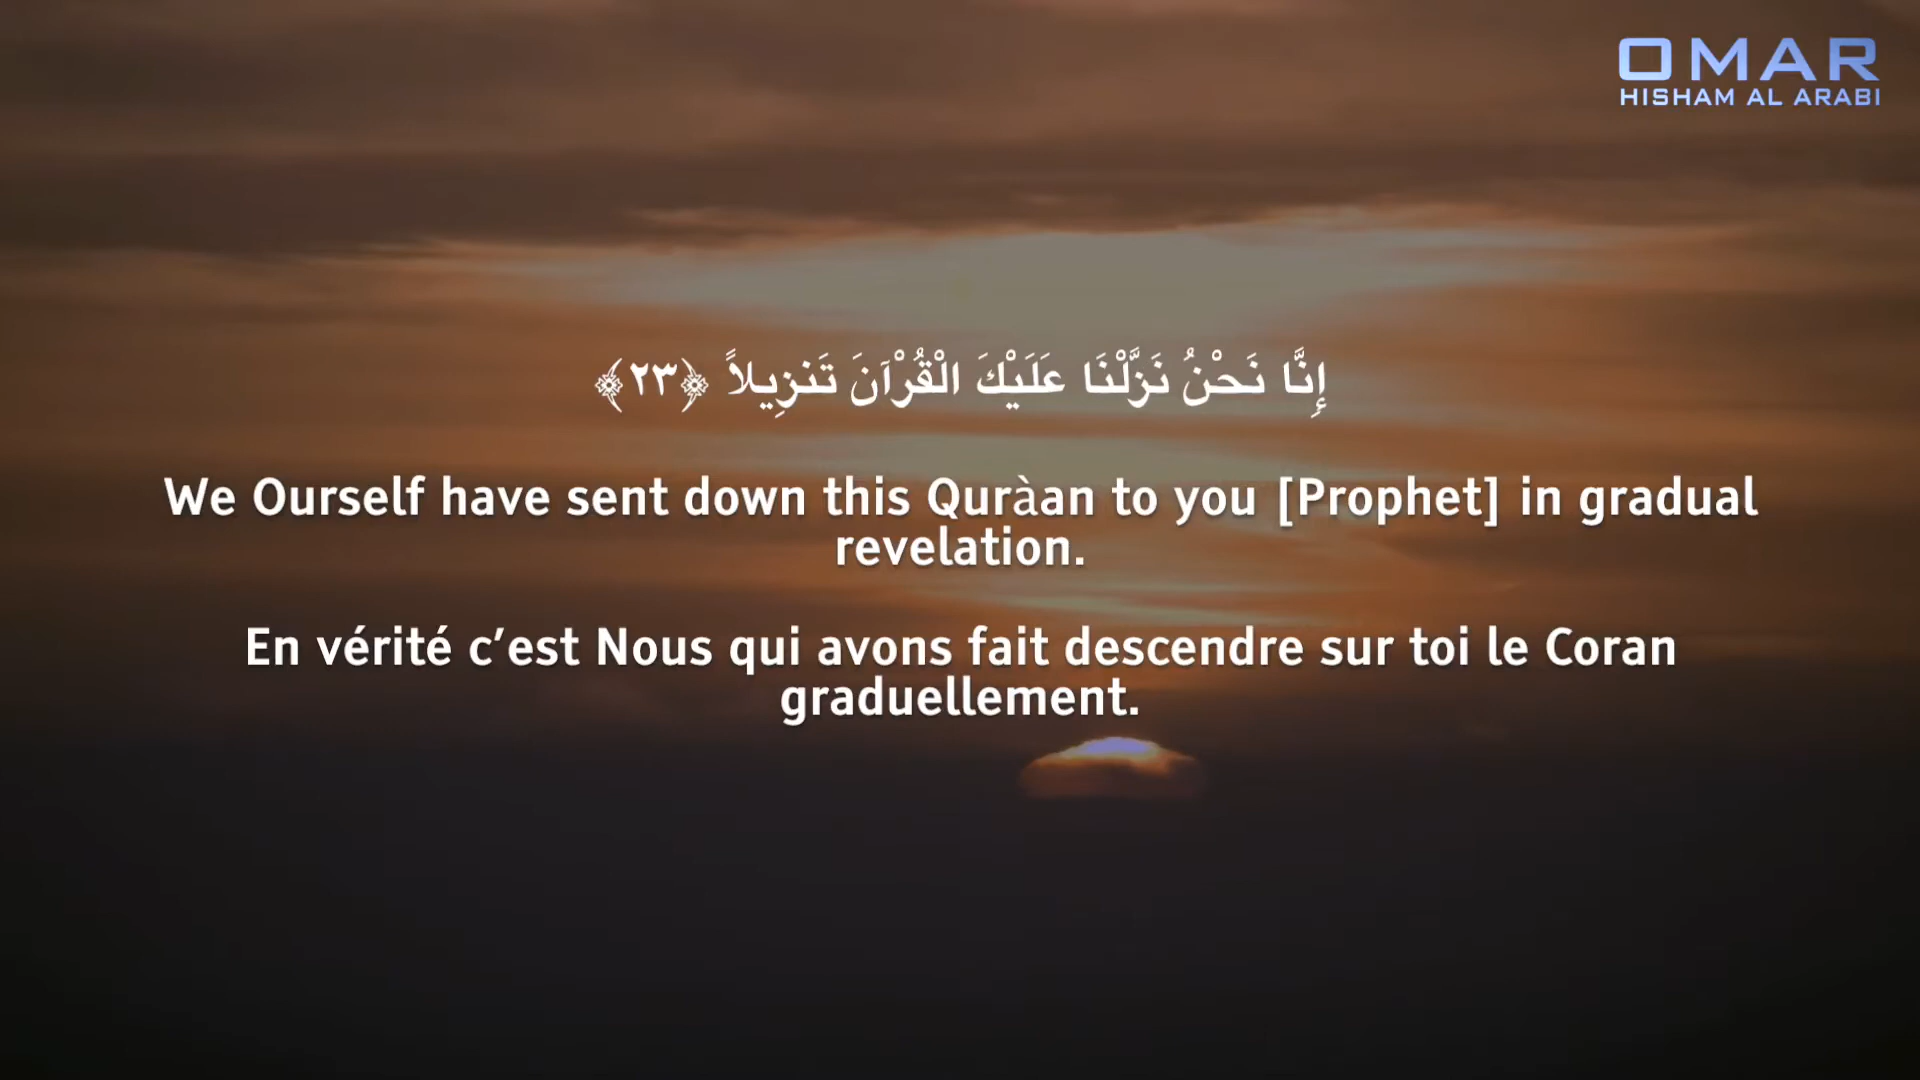 OMAR
HISHAM AL ARABI
إِنَّا نَحْنُ نَزَّلْنَا عَلَيْكَ الْقُرْآنَ تَنزِيلاً ﴿٢٣﴾
We Ourself have sent down this Quràan to you [Prophet] in gradual
revelation.
En vérité c’est Nous qui avons fait descendre sur toi le Coran
graduellement.